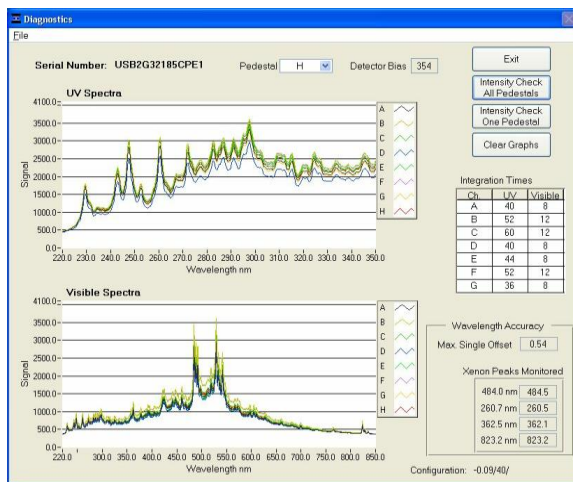 Diagnostics
File
Serial Number: USB2G32185CPE1 Pedestal H Detector Bias 354
Exit
Intensity Check
All Pedestals
Intensity Check
One Pedestal
Clear Graphs
UV Spectra
4100.0
3500.0
3000.0
2500.0
2000.0
1500.0
1000.0
500.0
0.0
Signal
220.0 230.0 240.0 250.0 260.0 270.0 280.0 290.0 300.0 310.0 320.0 330.0 340.0 350.0
Wavelength nm
A
B
C
D
E
F
G
H
Integration Times
Ch. UV Visible
A 40 8
B 52 12
C 60 12
D 40 8
E 44 8
F 52 12
G 36 8
Visible Spectra
4100.0
3500.0
3000.0
2500.0
2000.0
1500.0
1000.0
500.0
0.0
Signal
220.0 300.0 350.0 400.0 450.0 500.0 550.0 600.0 650.0 700.0 750.0 850.0
Wavelength nm
A
B
C
D
E
F
G
H
Wavelength Accuracy
Max. Single Offset 0.54
Xenon Peaks Monitored
484.0 nm 484.5
260.7 nm 260.5
362.5 nm 362.1
823.2 nm 823.2
Configuration: -0.09/40/